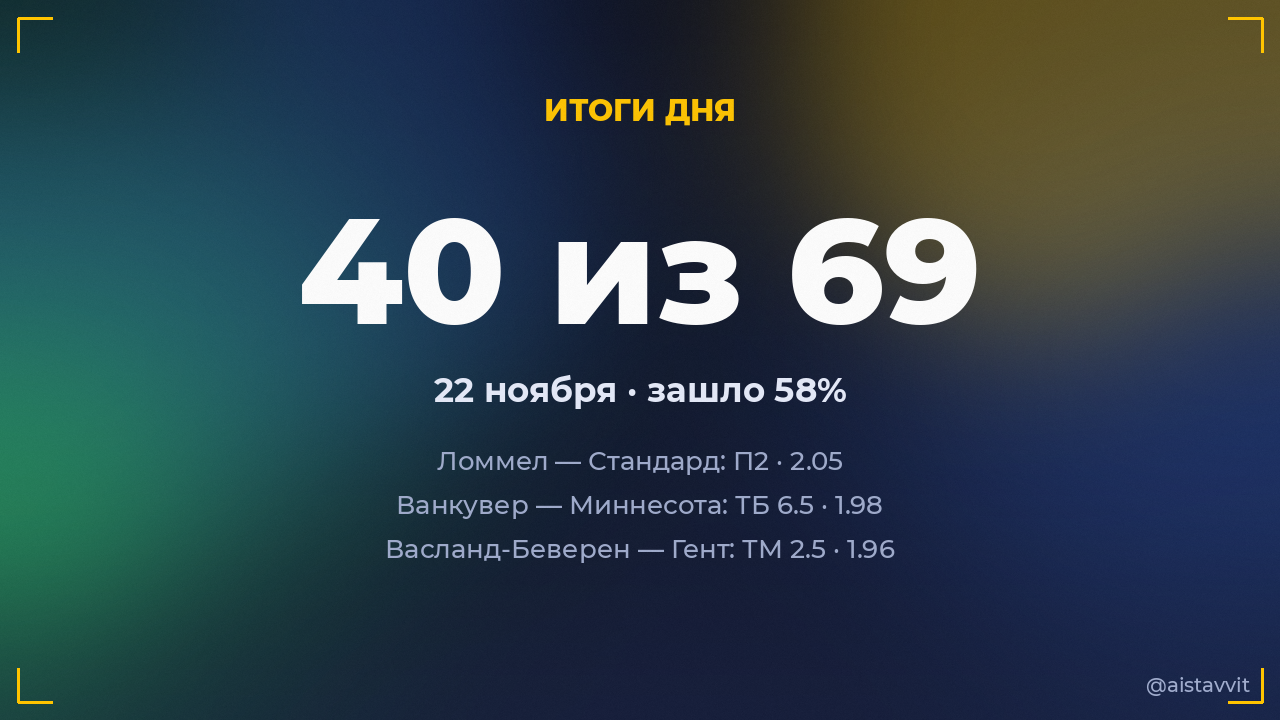 ИТОГИ ДНЯ
40 из 69
22 ноября · зашло 58%
Ломмел — Стандард: П2 · 2.05
Ванкувер — Миннесота: ТБ 6.5 · 1.98
Васланд-Беверен — Гент: ТМ 2.5 · 1.96
@aistavvit